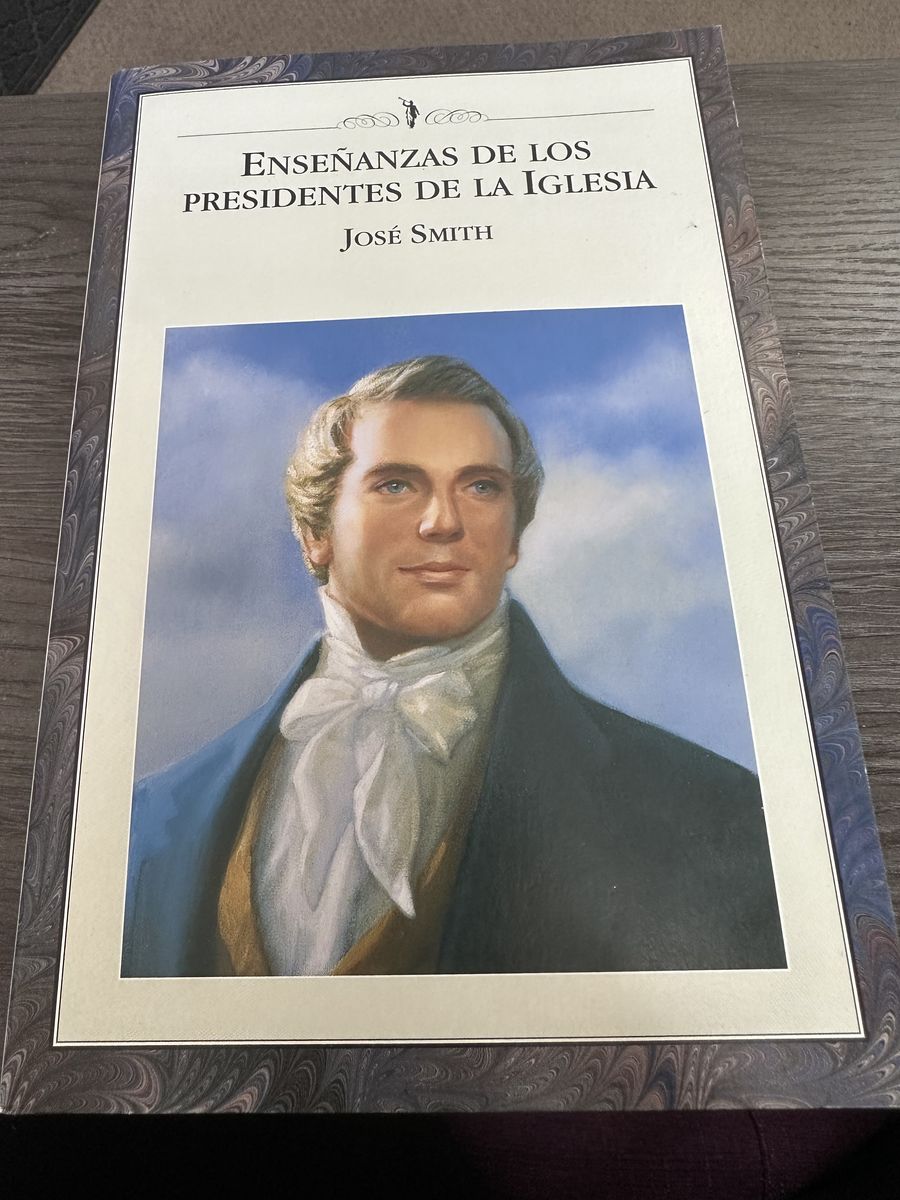 ENSEÑANZAS DE LOS
PRESIDENTES DE LA IGLESIA
JOSÉ SMITH